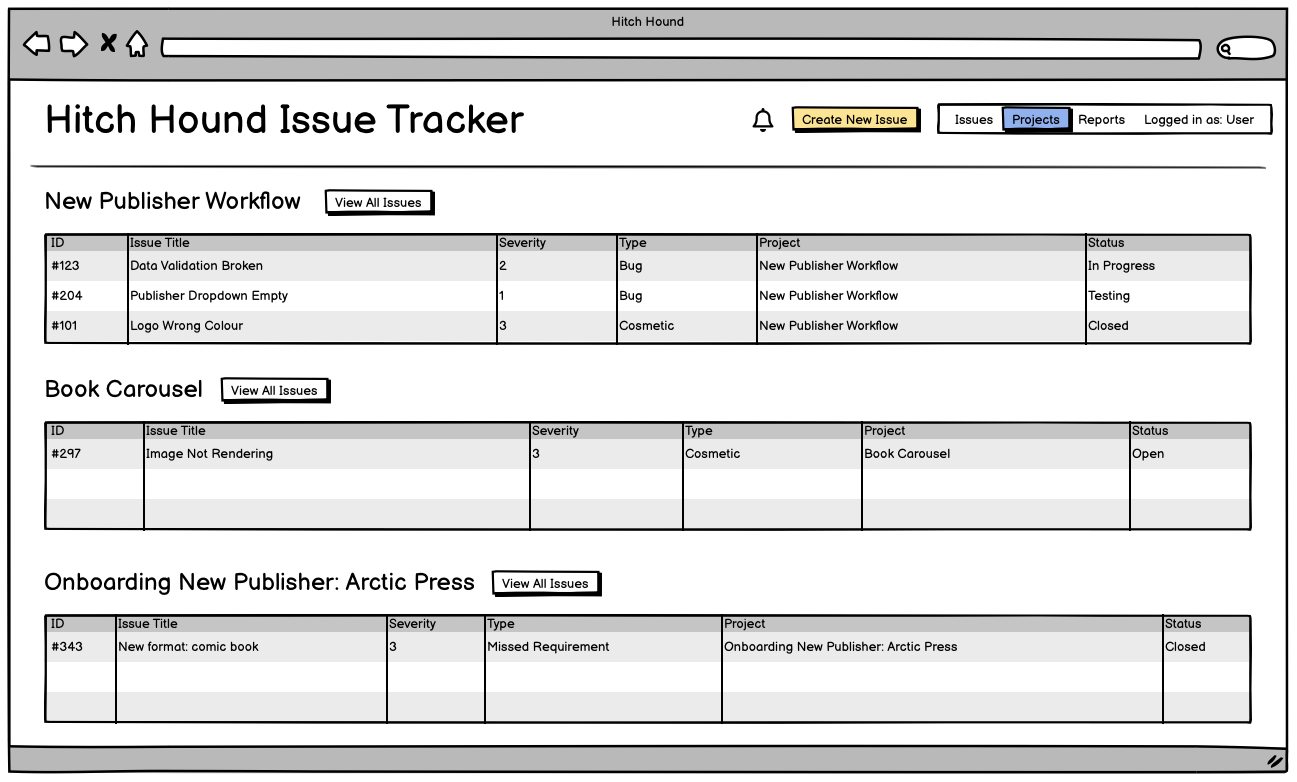 Hitch Hound
Hitch Hound Issue Tracker
Create New Issue
Issues Projects Reports Logged in as: User
New Publisher Workflow View All Issues
ID Issue Title Severity Type Project Status
#123 Data Validation Broken 2 Bug New Publisher Workflow In Progress
#204 Publisher Dropdown Empty 1 Bug New Publisher Workflow Testing
#101 Logo Wrong Colour 3 Cosmetic New Publisher Workflow Closed
Book Carousel View All Issues
ID Issue Title Severity Type Project Status
#297 Image Not Rendering 3 Cosmetic Book Carousel Open
Onboarding New Publisher: Arctic Press View All Issues
ID Issue Title Severity Type Project Status
#343 New format: comic book 3 Missed Requirement Onboarding New Publisher: Arctic Press Closed